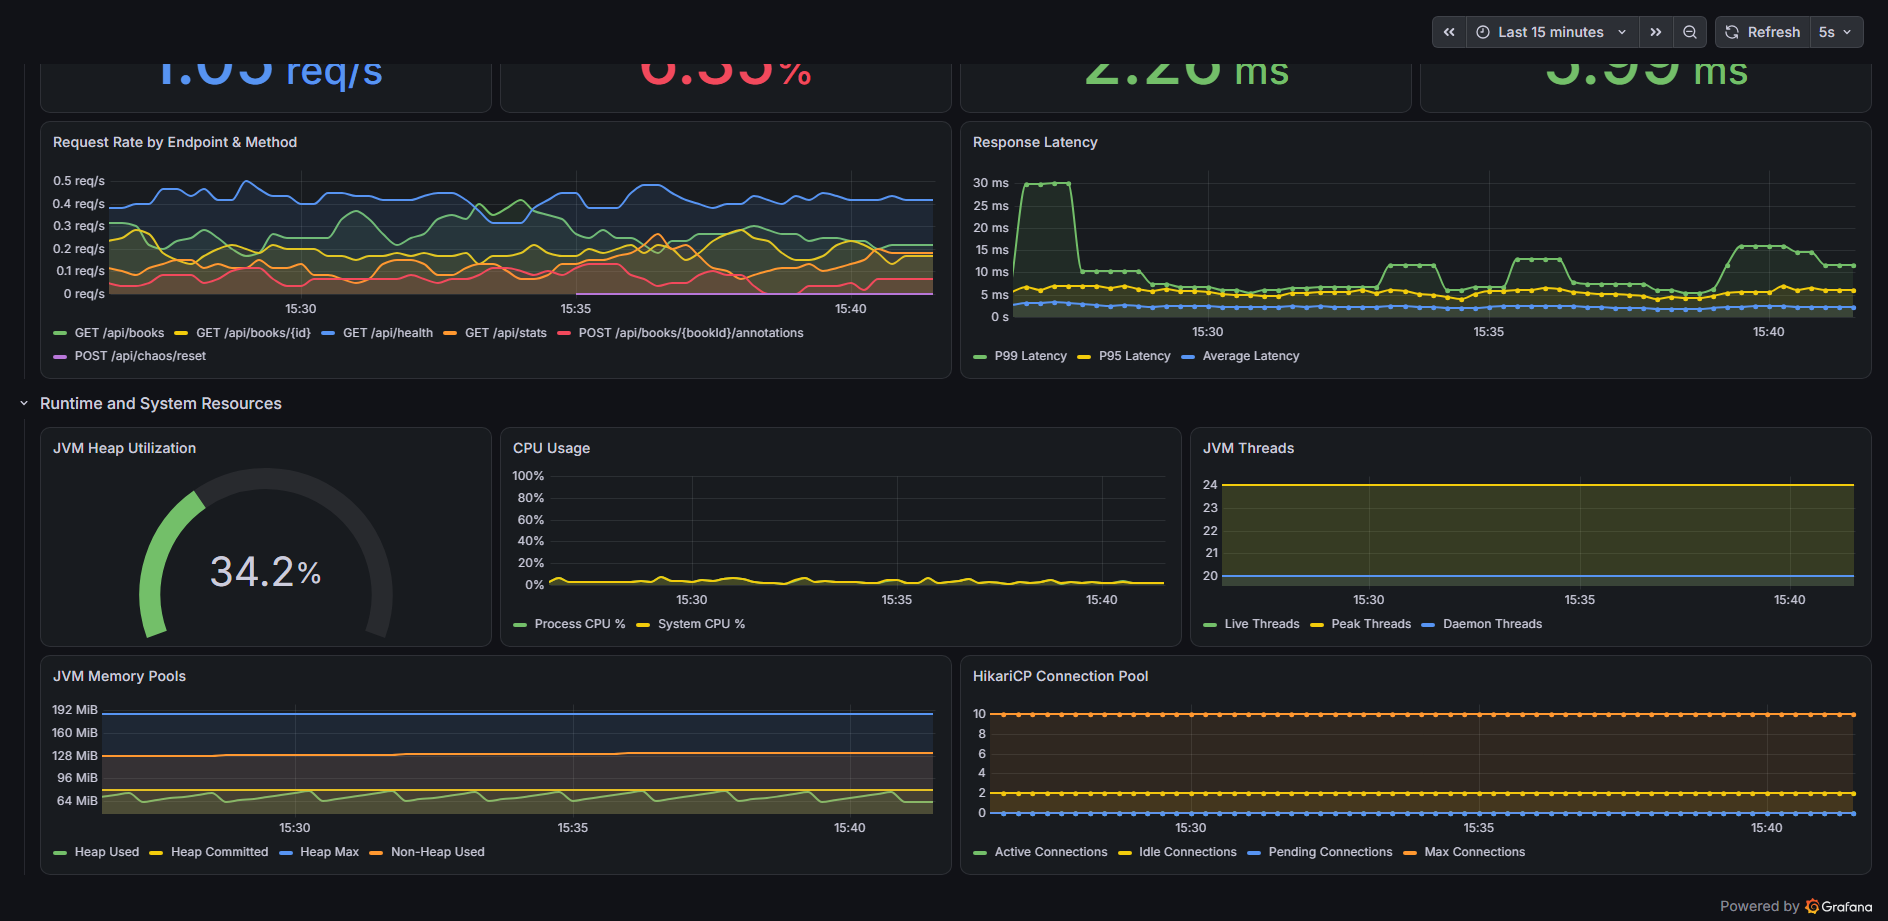 Last 15 minutes
Refresh
5s
req/s
%
ms
ms
Request Rate by Endpoint & Method
0.5 req/s
0.4 req/s
0.3 req/s
0.2 req/s
0.1 req/s
0 req/s
15:30 15:35 15:40
GET /api/books GET /api/books/{id} GET /api/health GET /api/stats POST /api/books/{bookId}/annotations
POST /api/chaos/reset
Response Latency
30 ms
25 ms
20 ms
15 ms
10 ms
5 ms
0 s
15:30 15:35 15:40
P99 Latency P95 Latency Average Latency
Runtime and System Resources
JVM Heap Utilization
34.2%
CPU Usage
100%
80%
60%
40%
20%
0%
15:30 15:35 15:40
Process CPU % System CPU %
JVM Threads
24
23
22
21
20
15:30 15:35 15:40
Live Threads Peak Threads Daemon Threads
JVM Memory Pools
192 MiB
160 MiB
128 MiB
96 MiB
64 MiB
15:30 15:35 15:40
Heap Used Heap Committed Heap Max Non-Heap Used
HikariCP Connection Pool
10
8
6
4
2
0
15:30 15:35 15:40
Active Connections Idle Connections Pending Connections Max Connections
Powered by Grafana